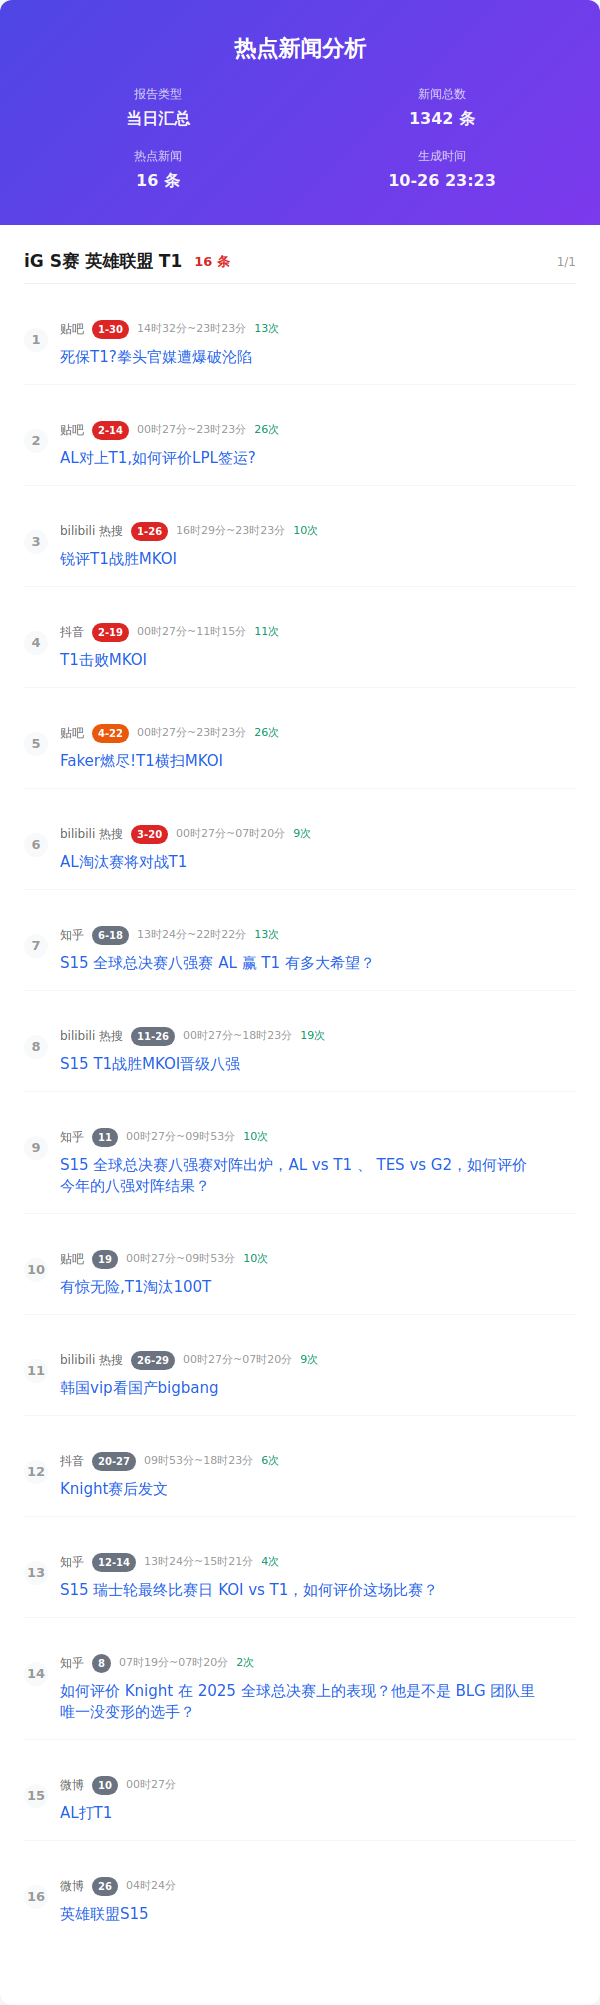 热点新闻分析
报告类型
新闻总数
当日汇总
1342 条
热点新闻
生成时间
16 条
10-26 23:23
iG S赛 英雄联盟 T1 16 条 1/1
1 贴吧 1-30 14时32分~23时23分 13次
死保T1?拳头官媒遭爆破沦陷
2 贴吧 2-14 00时27分~23时23分 26次
AL对上T1,如何评价LPL签运?
3 bilibili 热搜 1-26 16时29分~23时23分 10次
锐评T1战胜MKOI
4 抖音 2-19 00时27分~11时15分 11次
T1击败MKOI
5 贴吧 4-22 00时27分~23时23分 26次
Faker燃尽!T1横扫MKOI
6 bilibili 热搜 3-20 00时27分~07时20分 9次
AL淘汰赛将对战T1
7 知乎 6-18 13时24分~22时22分 13次
S15 全球总决赛八强赛 AL 赢 T1 有多大希望？
8 bilibili 热搜 11-26 00时27分~18时23分 19次
S15 T1战胜MKOI晋级八强
9 知乎 11 00时27分~09时53分 10次
S15 全球总决赛八强赛对阵出炉，AL vs T1 、 TES vs G2，如何评价
今年的八强对阵结果？
10 贴吧 19 00时27分~09时53分 10次
有惊无险,T1淘汰100T
11 bilibili 热搜 26-29 00时27分~07时20分 9次
韩国vip看国产bigbang
12 抖音 20-27 09时53分~18时23分 6次
Knight赛后发文
13 知乎 12-14 13时24分~15时21分 4次
S15 瑞士轮最终比赛日 KOI vs T1，如何评价这场比赛？
14 知乎 8 07时19分~07时20分 2次
如何评价 Knight 在 2025 全球总决赛上的表现？他是不是 BLG 团队里
唯一没变形的选手？
15 微博 10 00时27分
AL打T1
16 微博 26 04时24分
英雄联盟S15